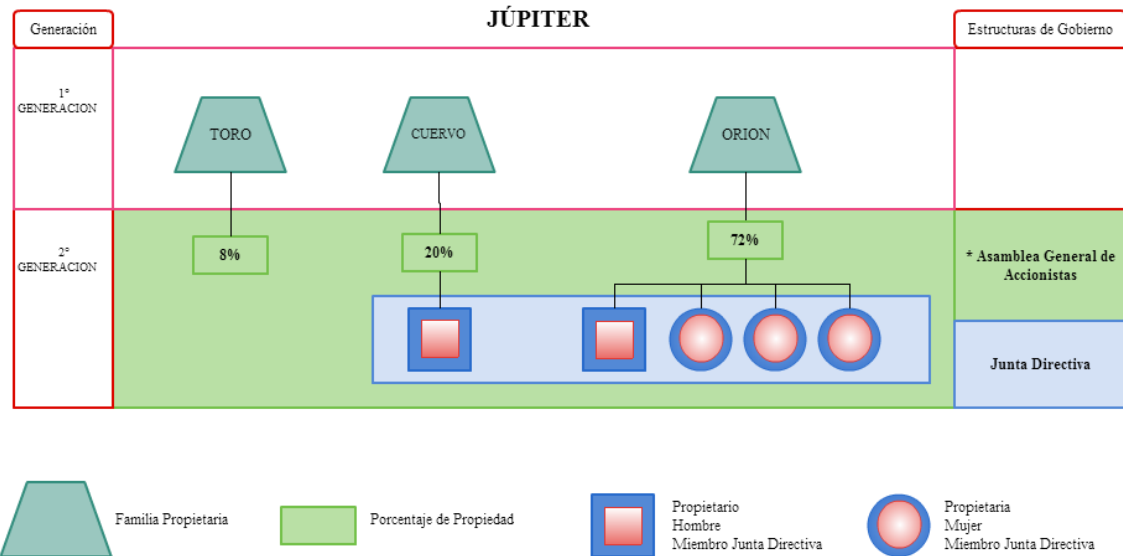 JÚPITER
Generación
Estructuras de Gobierno
1°
GENERACION
TORO
CUERVO
ORION
2°
GENERACION
8%
20%
72%
* Asamblea General de
Accionistas
Junta Directiva
Familia Propietaria
Porcentaje de Propiedad
Propietario
Hombre
Miembro Junta Directiva
Propietaria
Mujer
Miembro Junta Directiva